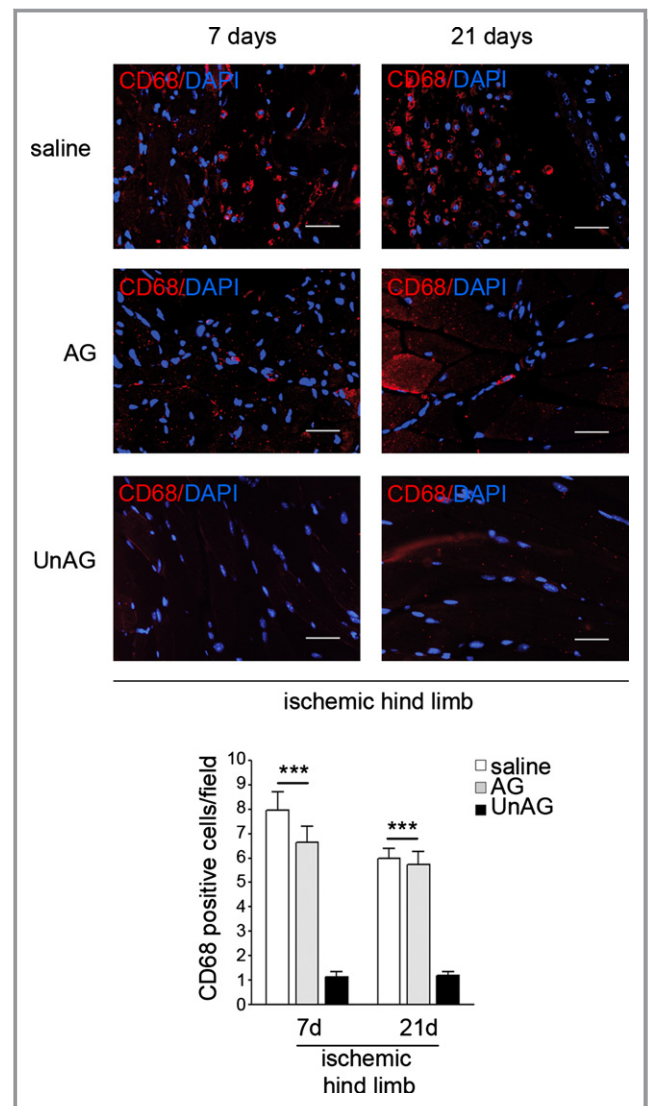 7 days 21 days
CD68/DAPI CD68/DAPI
saline
CD68/DAPI CD68/DAPI
AG
CD68/DAPI CD68/DAPI
UnAG
ischemic hind limb
CD68 positive cells/field
10
9
8
7
6
5
4
3
2
1
0
*** ***
saline
AG
UnAG
7d 21d
ischemic
hind limb